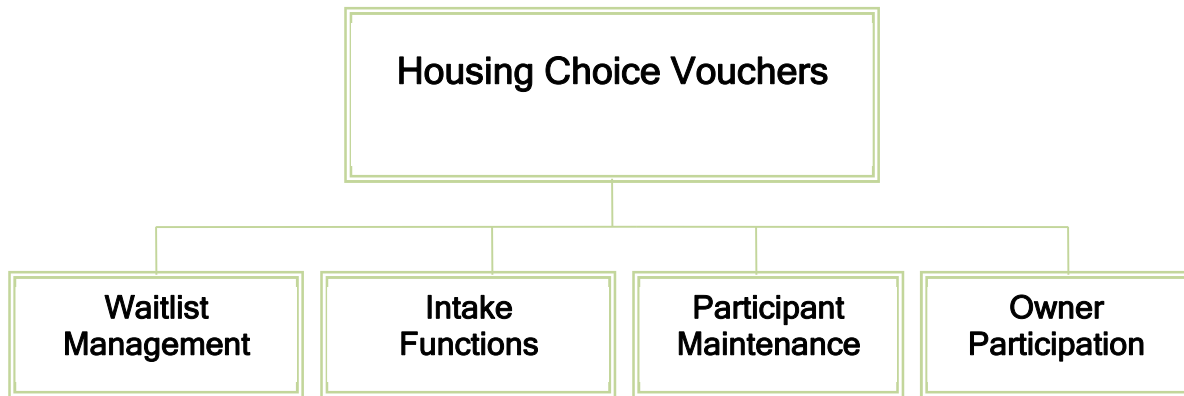 Housing Choice Vouchers
Waitlist
Management
Intake
Functions
Participant
Maintenance
Owner
Participation